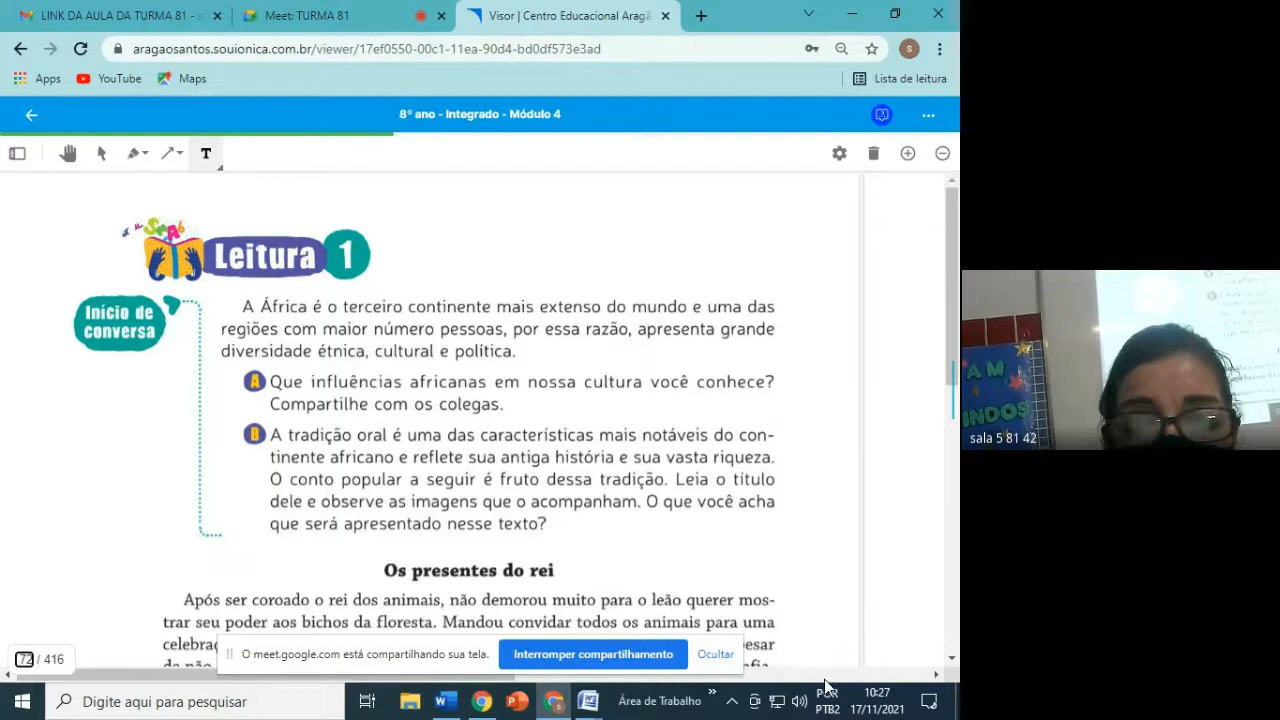 LINK DA AULA DA TURMA 81 - s
Meet: TURMA 81
Visor | Centro Educacional Aragã
aragaosantos.souionica.com.br/viewer/17ef0550-00c1-11ea-90d4-bd0df573e3ad
S
Apps YouTube Maps Lista de leitura
8º ano - Integrado - Módulo 4
T
Leitura 1
Início de
conversa
A África é o terceiro continente mais extenso do mundo e uma das
regiões com maior número pessoas, por essa razão, apresenta grande
diversidade étnica, cultural e política.
A Que influências africanas em nossa cultura você conhece?
Compartilhe com os colegas.
B A tradição oral é uma das características mais notáveis do con-
tinente africano e reflete sua antiga história e sua vasta riqueza.
O conto popular a seguir é fruto dessa tradição. Leia o título
dele e observe as imagens que o acompanham. O que você acha
que será apresentado nesse texto?
Os presentes do rei
Após ser coroado o rei dos animais, não demorou muito para o leão querer mos-
trar seu poder aos bichos da floresta. Mandou convidar todos os animais para uma
O meet.google.com está compartilhando sua tela.
Interromper compartilhamento
Ocultar
72 / 416
AM
INDOS
sala 5 81 42
Digite aqui para pesquisar
Área de Trabalho
POR
PTB2
10:27
17/11/2021